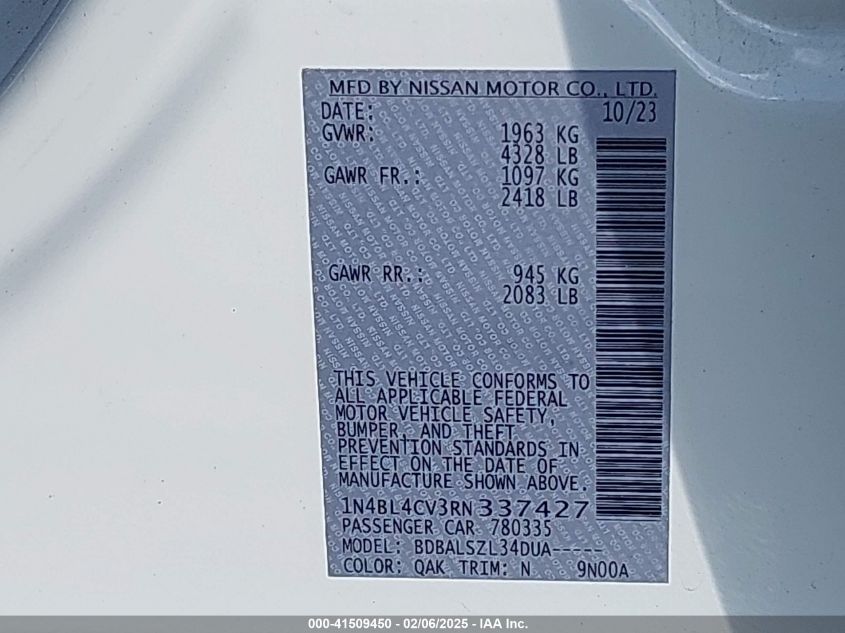 MFD BY NISSAN MOTOR CO., LTD.
DATE: 10/23
GVWR: 1963 KG
4328 LB
GAWR FR.: 1097 KG
2418 LB
GAWR RR.: 945 KG
2083 LB
THIS VEHICLE CONFORMS TO
ALL APPLICABLE FEDERAL
MOTOR VEHICLE SAFETY,
BUMPER, AND THEFT
PREVENTION STANDARDS IN
EFFECT ON THE DATE OF
MANUFACTURE SHOWN ABOVE.
1N4BL4CV3RN337427
PASSENGER CAR 780335
MODEL: BDBALSZL34DUA-----
COLOR: QAK TRIM: N 9N00A
000-41509450 - 02/06/2025 - IAA Inc.